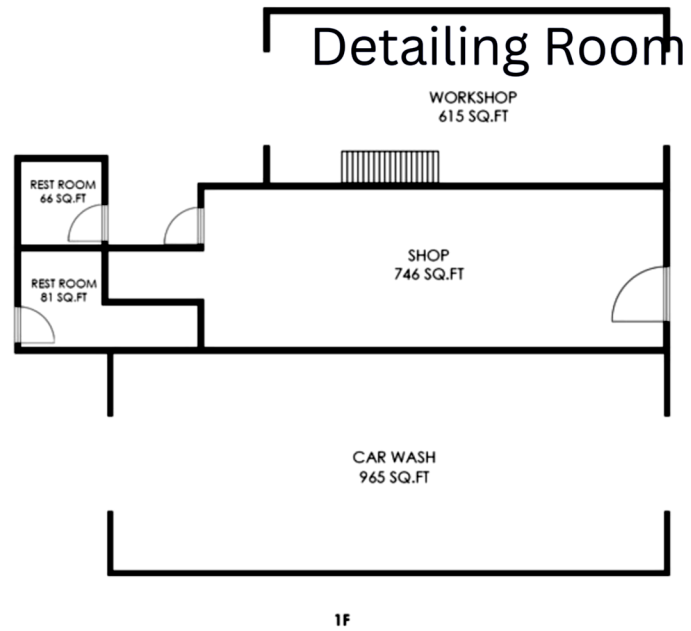 Detailing Room
WORKSHOP
615 SQ.FT
REST ROOM
66 SQ.FT
SHOP
746 SQ.FT
REST ROOM
81 SQ.FT
CAR WASH
965 SQ.FT
1F